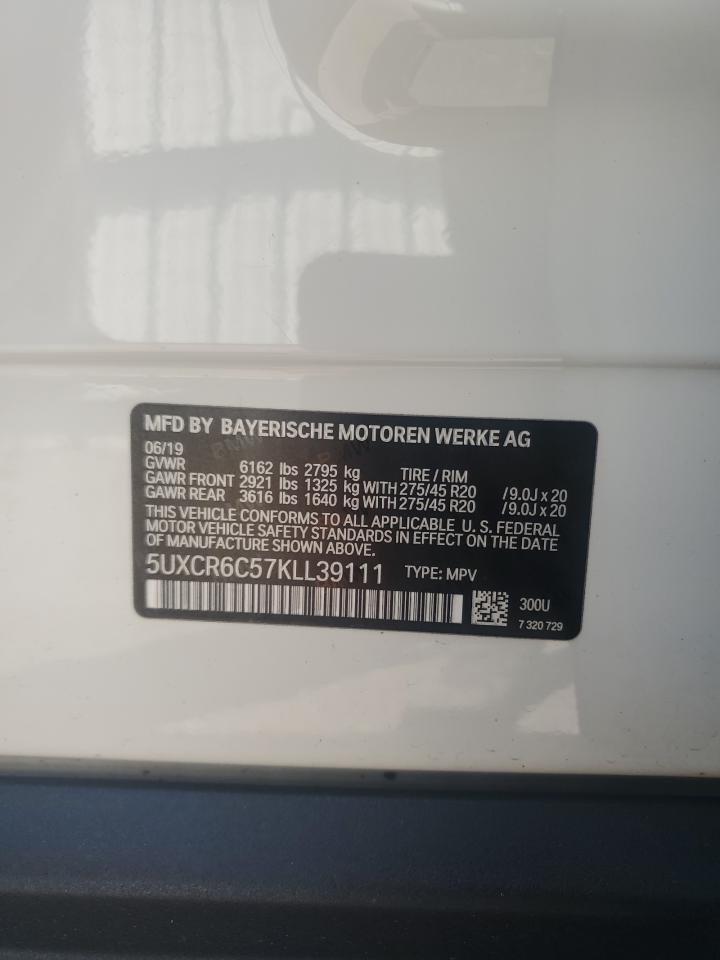 MFD BY BAYERISCHE MOTOREN WERKE AG
06/19
GVWR 6162 lbs 2795 kg TIRE / RIM
GAWR FRONT 2921 lbs 1325 kg WITH 275/45 R20 / 9.0J x 20
GAWR REAR 3616 lbs 1640 kg WITH 275/45 R20 / 9.0J x 20
THIS VEHICLE CONFORMS TO ALL APPLICABLE U. S. FEDERAL
MOTOR VEHICLE SAFETY STANDARDS IN EFFECT ON THE DATE
OF MANUFACTURE SHOWN ABOVE.
5UXCR6C57KLL39111 TYPE: MPV
300U
7 320 729